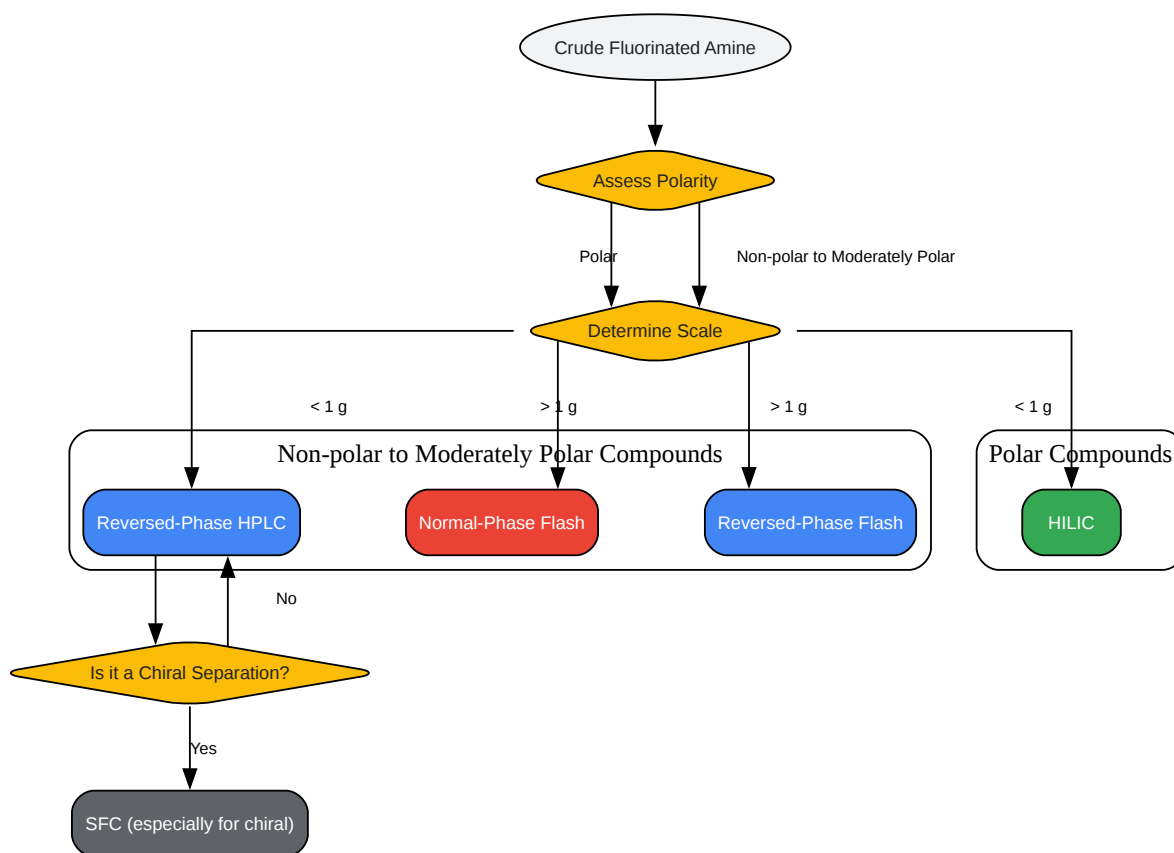 Crude Fluorinated Amine
Assess Polarity
Polar
Non-polar to Moderately Polar
Determine Scale
< 1 g
> 1 g
> 1 g
< 1 g
Non-polar to Moderately Polar Compounds
Polar Compounds
Reversed-Phase HPLC
Normal-Phase Flash
Reversed-Phase Flash
HILIC
No
Is it a Chiral Separation?
Yes
SFC (especially for chiral)